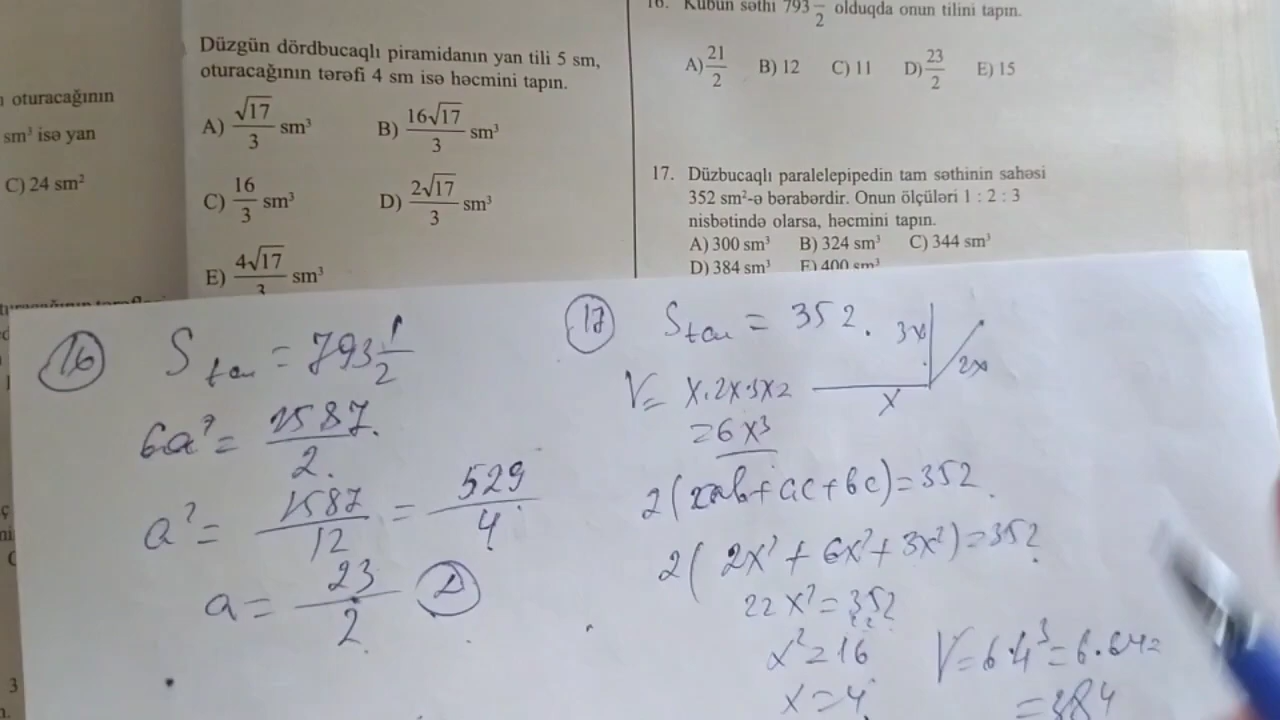 oturacağının
sm³ isə yan
C) 24 sm²
Düzgün dördbucaqlı piramidanın yan tili 5 sm,
oturacağının tərəfi 4 sm isə həcmini tapın.
A) √17/3 sm³ B) 16√17/3 sm³
C) 16/3 sm³ D) 2√17/3 sm³
E) 4√17/3 sm³
16. Kubun səthi 793 –/2 olduqda onun tilini tapın.
A) 21/2 B) 12 C) 11 D) 23/2 E) 15
17. Düzbucaqlı paralelepipedin tam səthinin sahəsi
352 sm²-ə bərabərdir. Onun ölçüləri 1 : 2 : 3
nisbətində olarsa, həcmini tapın.
A) 300 sm³ B) 324 sm³ C) 344 sm³
D) 384 sm³ E) 400 sm³
16 S tam = 793 1/2
6a² = 1587/2.
a² = 1587/12 = 529/4
a = 23/2 D
17 S tam = 352.
3x
2x
x
V = x·2x·3x
= 6x³
2(ab+ac+bc)=352.
2(2x²+6x²+3x²)=352
22x²=352
x²=16
x=4
V=6·4³=6·64=
=384
3